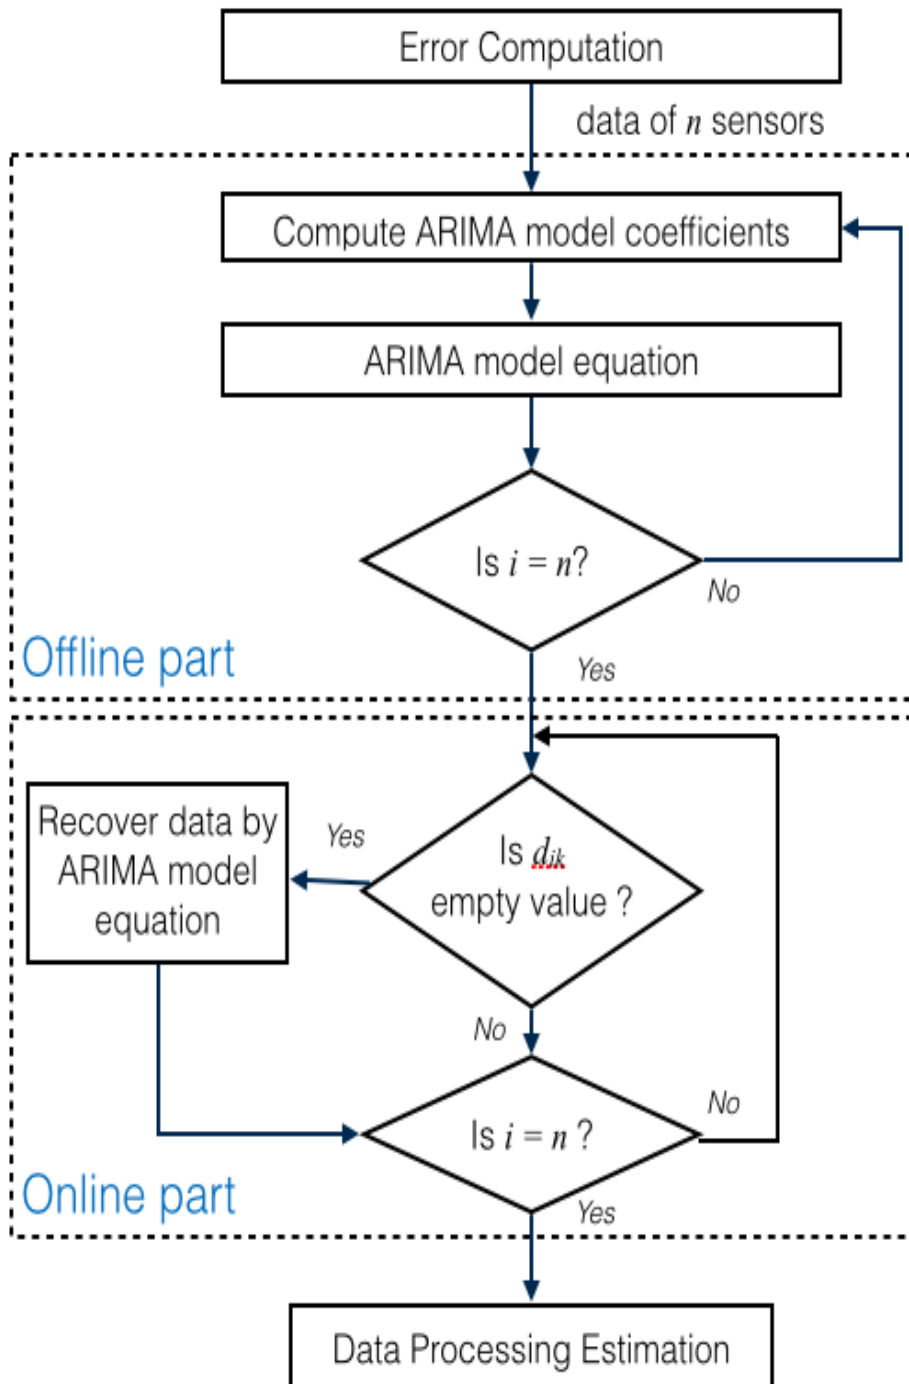 Error Computation
data of n sensors
Compute ARIMA model coefficients
ARIMA model equation
Is i = n?
No
Offline part
Yes
Recover data by
ARIMA model
equation
Yes
Is dik
empty value ?
No
Is i = n ?
No
Online part
Yes
Data Processing Estimation